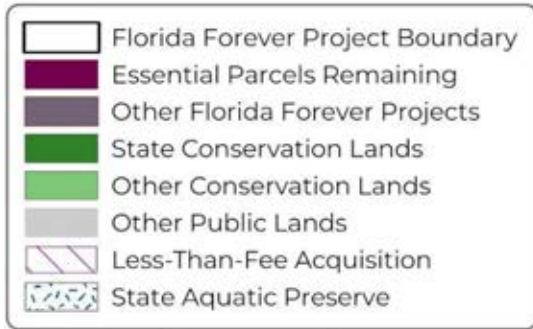 Florida Forever Project Boundary
Essential Parcels Remaining
Other Florida Forever Projects
State Conservation Lands
Other Conservation Lands
Other Public Lands
Less-Than-Fee Acquisition
State Aquatic Preserve